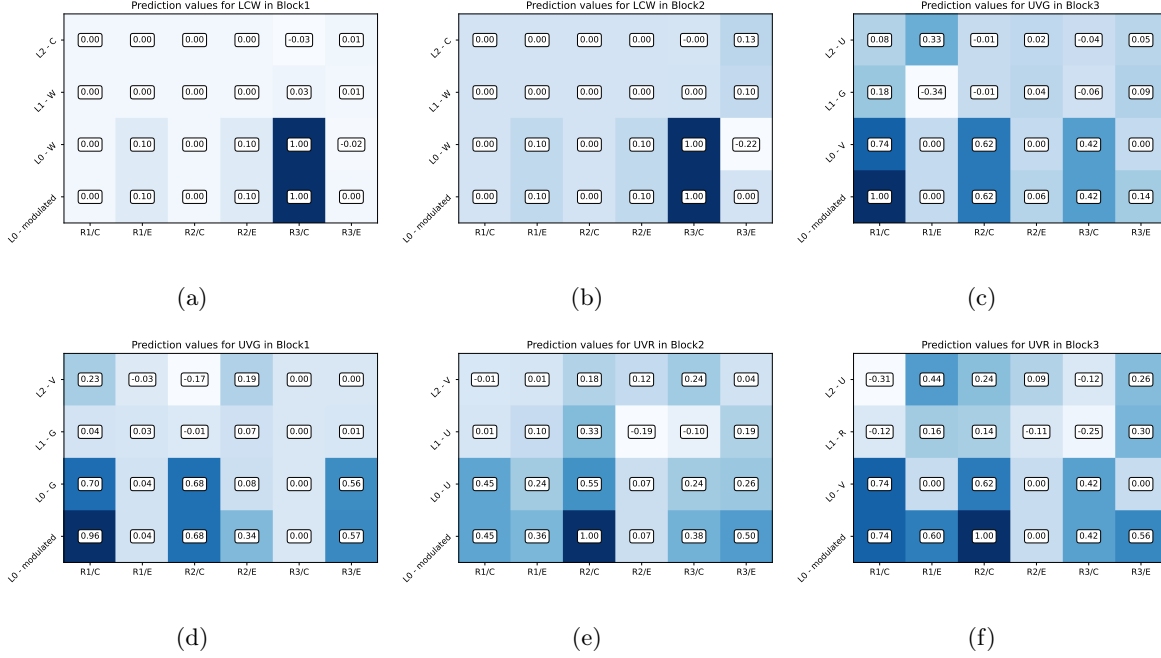 Prediction values for LCW in Block1
L2 - C 0.00 0.00 0.00 0.00 -0.03 0.01
L1 - W 0.00 0.00 0.00 0.00 0.03 0.01
L0 - W 0.00 0.10 0.00 0.10 1.00 -0.02
L0 - modulated 0.00 0.10 0.00 0.10 1.00 0.00
R1/C R1/E R2/C R2/E R3/C R3/E
(a)
Prediction values for LCW in Block2
L2 - C 0.00 0.00 0.00 0.00 -0.00 0.13
L1 - W 0.00 0.00 0.00 0.00 0.00 0.10
L0 - W 0.00 0.10 0.00 0.10 1.00 -0.22
L0 - modulated 0.00 0.10 0.00 0.10 1.00 0.00
R1/C R1/E R2/C R2/E R3/C R3/E
(b)
Prediction values for UVG in Block3
L2 - U 0.08 0.33 -0.01 0.02 -0.04 0.05
L1 - G 0.18 -0.34 -0.01 0.04 -0.06 0.09
L0 - V 0.74 0.00 0.62 0.00 0.42 0.00
L0 - modulated 1.00 0.00 0.62 0.06 0.42 0.14
R1/C R1/E R2/C R2/E R3/C R3/E
(c)
Prediction values for UVG in Block1
L2 - V 0.23 -0.03 -0.17 0.19 0.00 0.00
L1 - G 0.04 0.03 -0.01 0.07 0.00 0.01
L0 - G 0.70 0.04 0.68 0.08 0.00 0.56
L0 - modulated 0.96 0.04 0.68 0.34 0.00 0.57
R1/C R1/E R2/C R2/E R3/C R3/E
(d)
Prediction values for UVR in Block2
L2 - V -0.01 0.01 0.18 0.12 0.24 0.04
L1 - U 0.01 0.10 0.33 -0.19 -0.10 0.19
L0 - U 0.45 0.24 0.55 0.07 0.24 0.26
L0 - modulated 0.45 0.36 1.00 0.07 0.38 0.50
R1/C R1/E R2/C R2/E R3/C R3/E
(e)
Prediction values for UVR in Block3
L2 - U -0.31 0.44 0.24 0.09 -0.12 0.26
L1 - R -0.12 0.16 0.14 -0.11 -0.25 0.30
L0 - V 0.74 0.00 0.62 0.00 0.42 0.00
L0 - modulated 0.74 0.60 1.00 0.00 0.42 0.56
R1/C R1/E R2/C R2/E R3/C R3/E
(f)